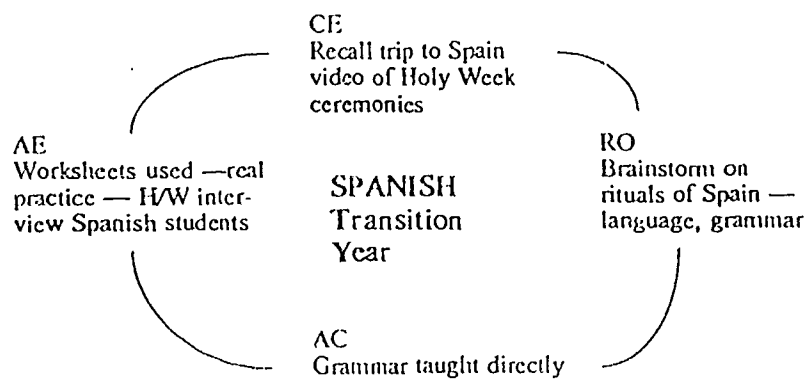 CE
Recall trip to Spain
video of Holy Week
ceremonies
AE
Worksheets used —real
practice — H/W inter-
view Spanish students
SPANISH
Transition
Year
RO
Brainstorm on
rituals of Spain —
language, grammar
AC
Grammar taught directly